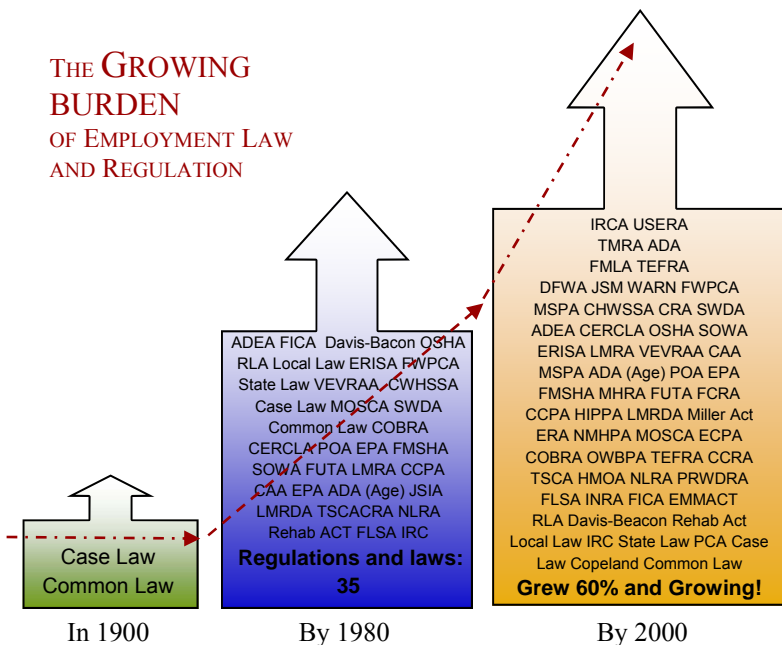 THE GROWING
BURDEN
OF EMPLOYMENT LAW
AND REGULATION
Case Law
Common Law
In 1900
ADEA FICA Davis-Bacon OSHA
RLA Local Law ERISA FWPCA
State Law VEVRAA CWHSSA
Case Law MOSCA SWDA
Common Law COBRA
CERCLA POA EPA FMSHA
SOWA FUTA LMRA CCPA
CAA EPA ADA (Age) JSIA
LMRDA TSCACRA NLRA
Rehab ACT FLSA IRC
Regulations and laws:
35
By 1980
IRCA USERA
TMRA ADA
FMLA TEFRA
DFWA JSM WARN FWPCA
MSPA CHWSSA CRA SWDA
ADEA CERCLA OSHA SOWA
ERISA LMRA VEVRAA CAA
MSPA ADA (Age) POA EPA
FMSHA MHRA FUTA FCRA
CCPA HIPPA LMRDA Miller Act
ERA NMHPA MOSCA ECPA
COBRA OWBPA TEFRA CCRA
TSCA HMOA NLRA PRWDRA
FLSA INRA FICA EMMACT
RLA Davis-Beacon Rehab Act
Local Law IRC State Law PCA Case
Law Copeland Common Law
Grew 60% and Growing!
By 2000